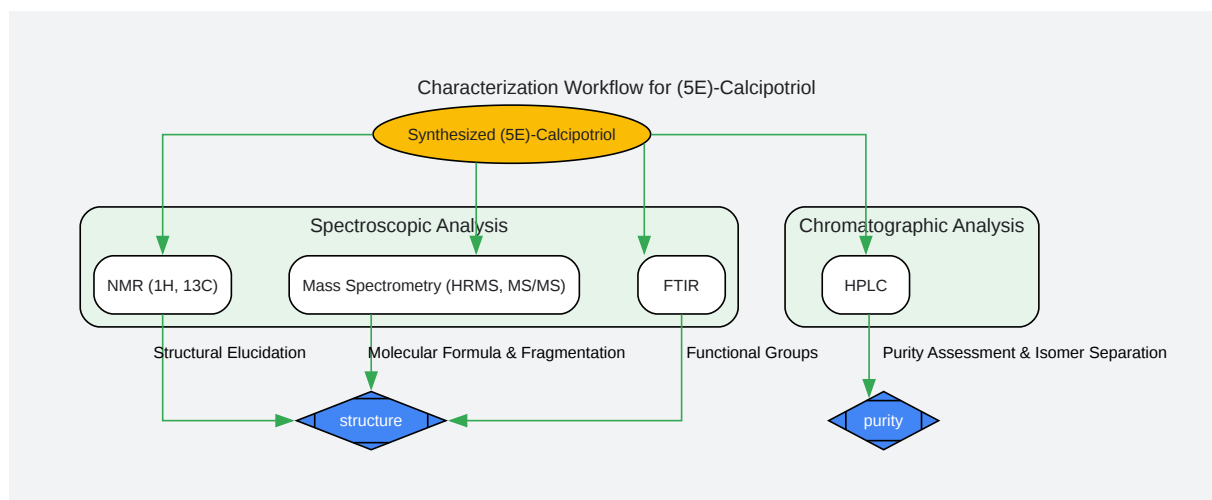 Characterization Workflow for (5E)-Calcipotriol
Synthesized (5E)-Calcipotriol
Spectroscopic Analysis
Chromatographic Analysis
NMR (1H, 13C)
Mass Spectrometry (HRMS, MS/MS)
FTIR
HPLC
Structural Elucidation
Molecular Formula & Fragmentation
Functional Groups
Purity Assessment & Isomer Separation
structure
purity